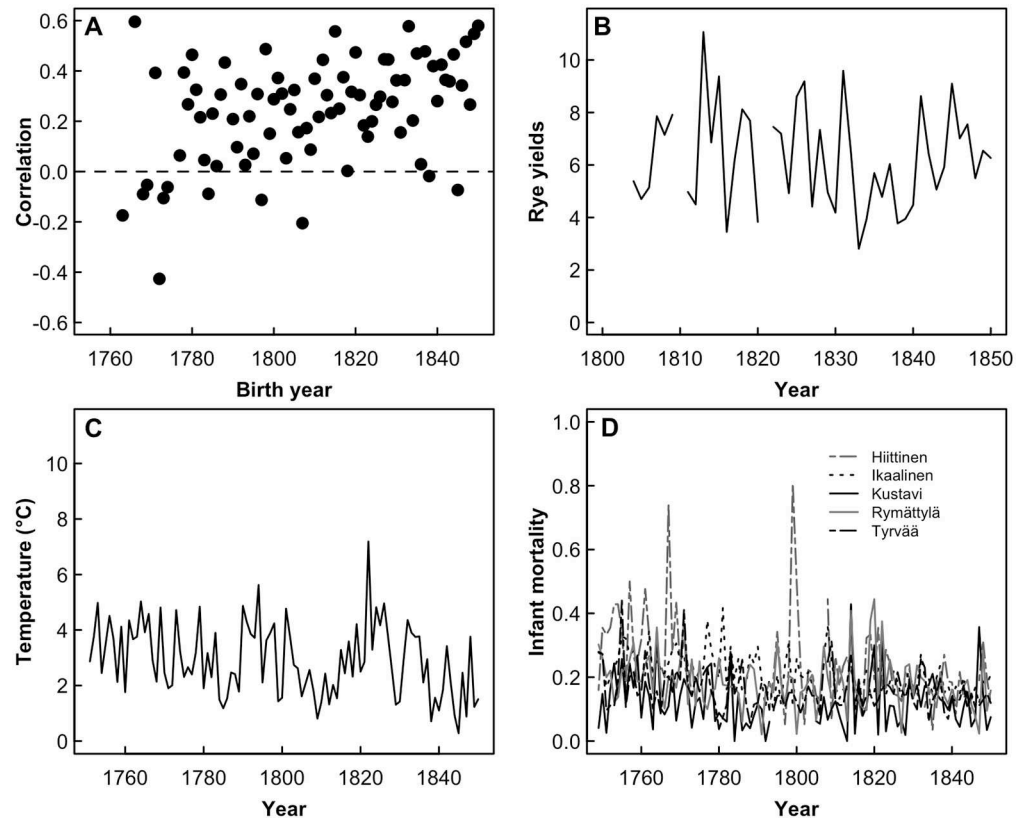 A
Correlation
0.6
0.4
0.2
0.0
-0.2
-0.4
-0.6
1760 1780 1800 1820 1840
Birth year
B
Rye yields
10
8
6
4
2
0
1800 1810 1820 1830 1840 1850
Year
C
Temperature (°C)
10
8
6
4
2
0
1760 1780 1800 1820 1840
Year
D
Infant mortality
1.0
0.8
0.6
0.4
0.2
0.0
Hiittinen
Ikaalinen
Kustavi
Rymättylä
Tyrvää
1760 1780 1800 1820 1840
Year